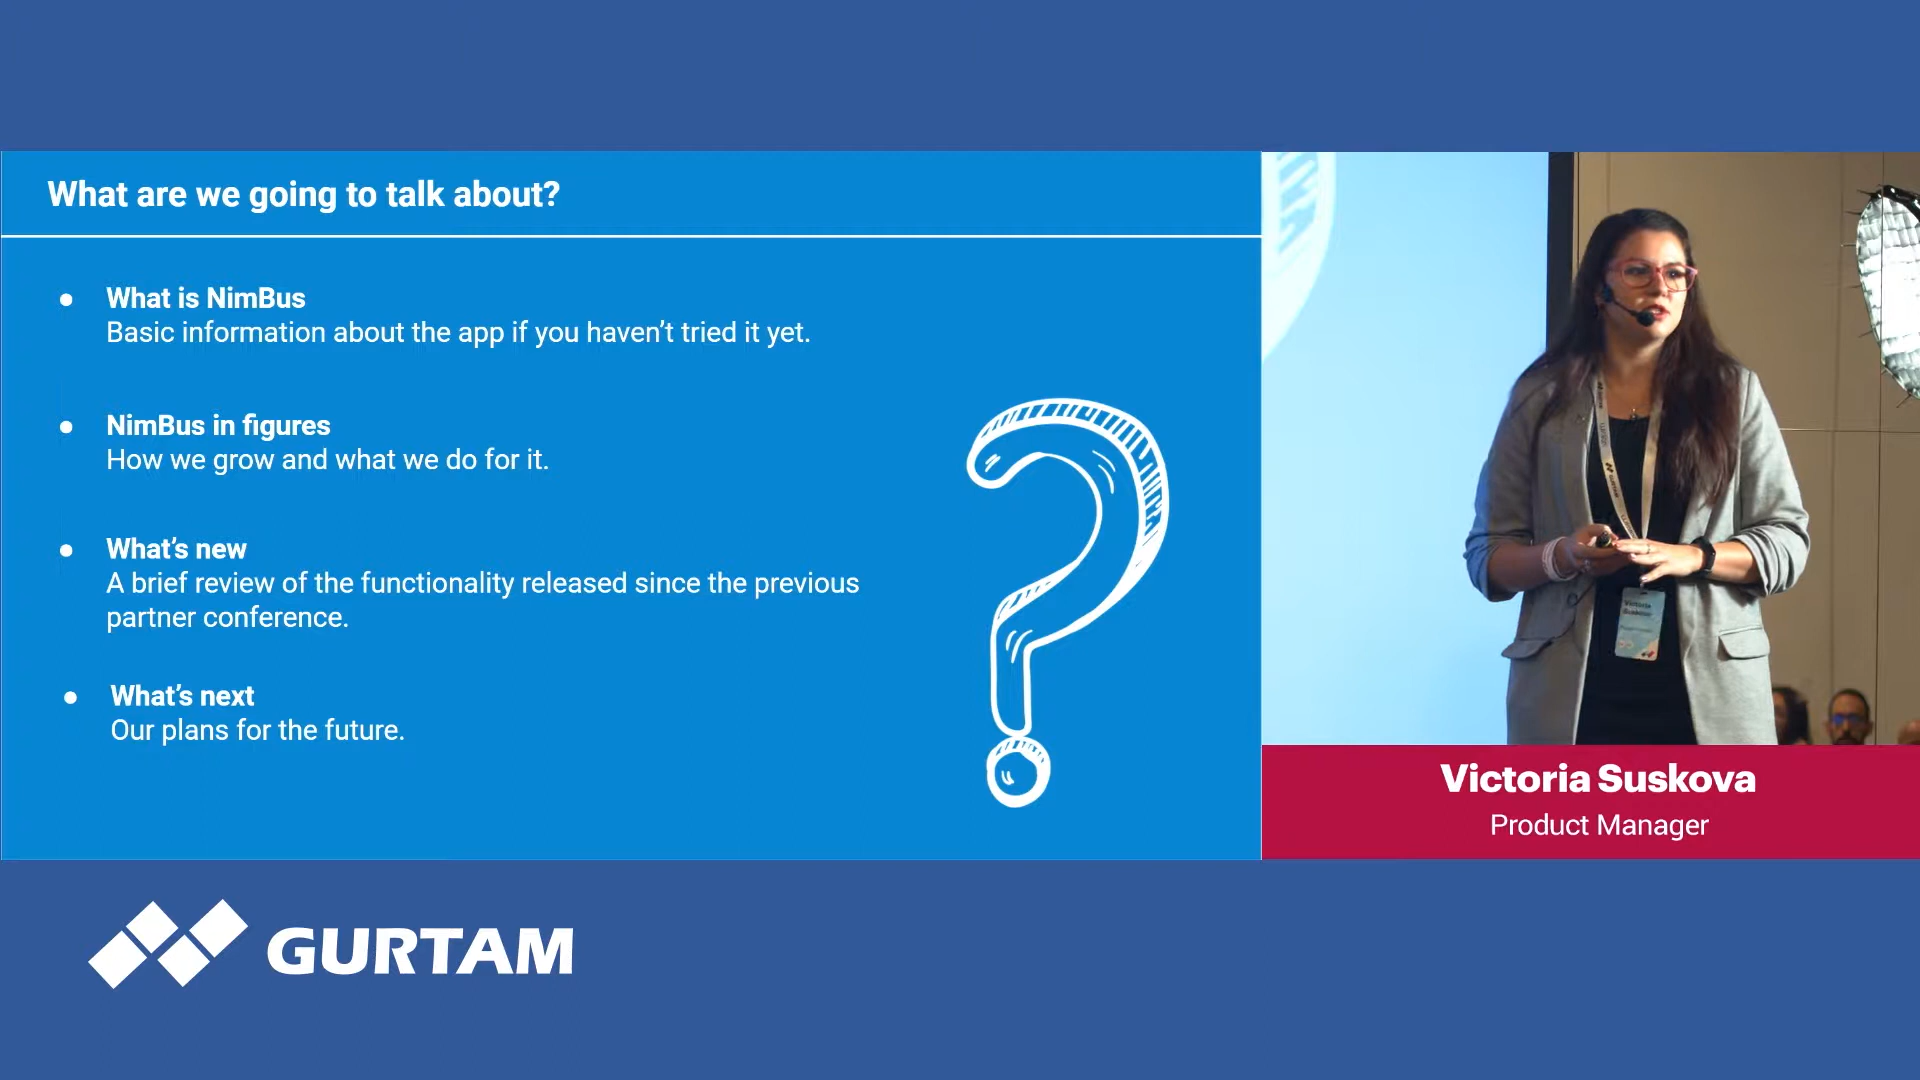 What are we going to talk about?
What is NimBus
Basic information about the app if you haven't tried it yet.
NimBus in figures
How we grow and what we do for it.
What's new
A brief review of the functionality released since the previous
partner conference.
What's next
Our plans for the future.
GURTAM
Victoria
Victoria Suskova
Product Manager
GURTAM